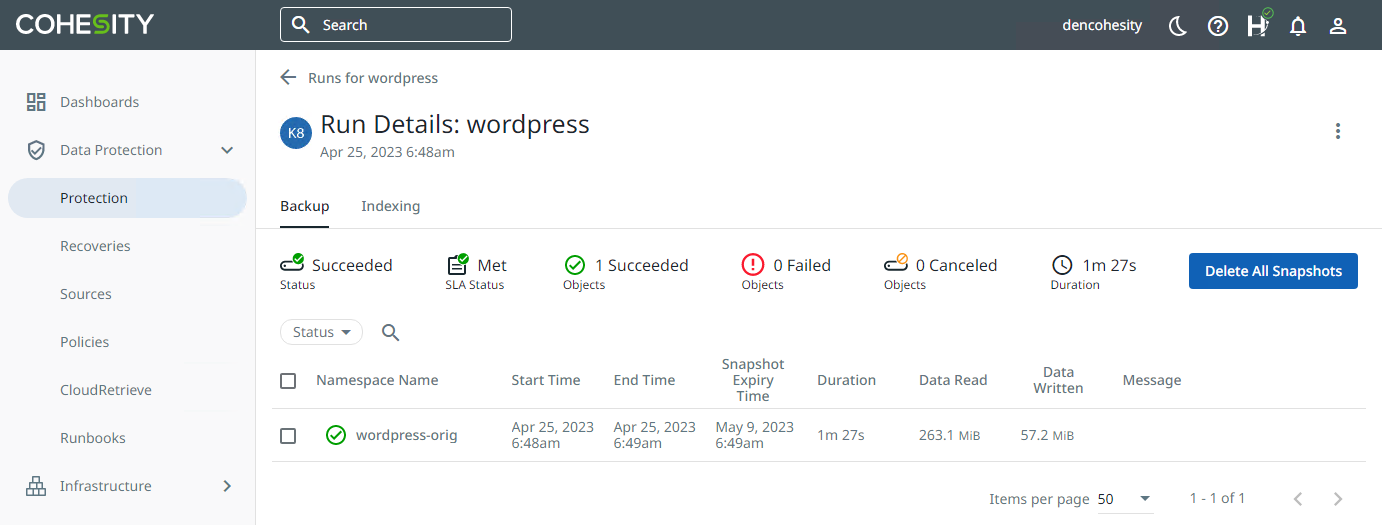 COHESITY
Search
dencohesity
H
Dashboards
Data Protection
Protection
Recoveries
Sources
Policies
CloudRetrieve
Runbooks
Infrastructure
Runs for wordpress
K8
Run Details: wordpress
Apr 25, 2023 6:48am
Backup Indexing
Succeeded Met 1 Succeeded 0 Failed 0 Canceled 1m 27s
Status SLA Status Objects Objects Objects Duration
Delete All Snapshots
Status
Namespace Name Start Time End Time Snapshot Expiry Time Duration Data Read Data Written Message
wordpress-orig Apr 25, 2023 6:48am Apr 25, 2023 6:49am May 9, 2023 6:49am 1m 27s 263.1 MiB 57.2 MiB
Items per page 50 1 - 1 of 1